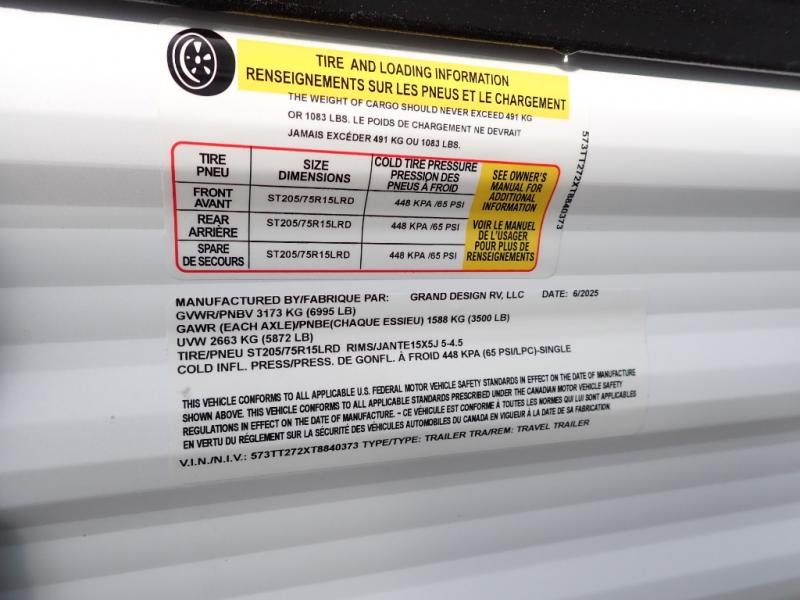 TIRE AND LOADING INFORMATION
RENSEIGNEMENTS SUR LES PNEUS ET LE CHARGEMENT
THE WEIGHT OF CARGO SHOULD NEVER EXCEED 491 KG
OR 1083 LBS. LE POIDS DE CHARGEMENT NE DEVRAIT
JAMAIS EXCÉDER 491 KG OU 1083 LBS.
TIRE
PNEU
SIZE
DIMENSIONS
COLD TIRE PRESSURE
PRESSION DES
PNEUS À FROID
SEE OWNER'S
MANUAL FOR
ADDITIONAL
INFORMATION
VOIR LE MANUEL
DE L'USAGER
POUR PLUS DE
RENSEIGNEMENTS
FRONT
AVANT
ST205/75R15LRD
448 KPA /65 PSI
REAR
ARRIÈRE
ST205/75R15LRD
448 KPA /65 PSI
SPARE
DE SECOURS
ST205/75R15LRD
448 KPA /65 PSI
573TT272XT8840373
MANUFACTURED BY/FABRIQUE PAR: GRAND DESIGN RV, LLC DATE: 6/2025
GVWR/PNBV 3173 KG (6995 LB)
GAWR (EACH AXLE)/PNBE(CHAQUE ESSIEU) 1588 KG (3500 LB)
UVW 2663 KG (5872 LB)
TIRE/PNEU ST205/75R15LRD RIMS/JANTE15X5J 5-4.5
COLD INFL. PRESS/PRESS. DE GONFL. À FROID 448 KPA (65 PSI/LPC)-SINGLE
THIS VEHICLE CONFORMS TO ALL APPLICABLE U.S. FEDERAL MOTOR VEHICLE SAFETY STANDARDS IN EFFECT ON THE DATE OF MANUFACTURE
SHOWN ABOVE. THIS VEHICLE CONFORMS TO ALL APPLICABLE STANDARDS PRESCRIBED UNDER THE CANADIAN MOTOR VEHICLE SAFETY
REGULATIONS IN EFFECT ON THE DATE OF MANUFACTURE. - CE VÉHICULE EST CONFORME À TOUTES LES NORMES QUI LUI SONT APPLICABLES
EN VERTU DU RÈGLEMENT SUR LA SÉCURITÉ DES VÉHICULES AUTOMOBILES DU CANADA EN VIGUEUR À LA DATE DE SA FABRICATION.
V.I.N./N.I.V.: 573TT272XT8840373 TYPE/TYPE: TRAILER TRA/REM: TRAVEL TRAILER